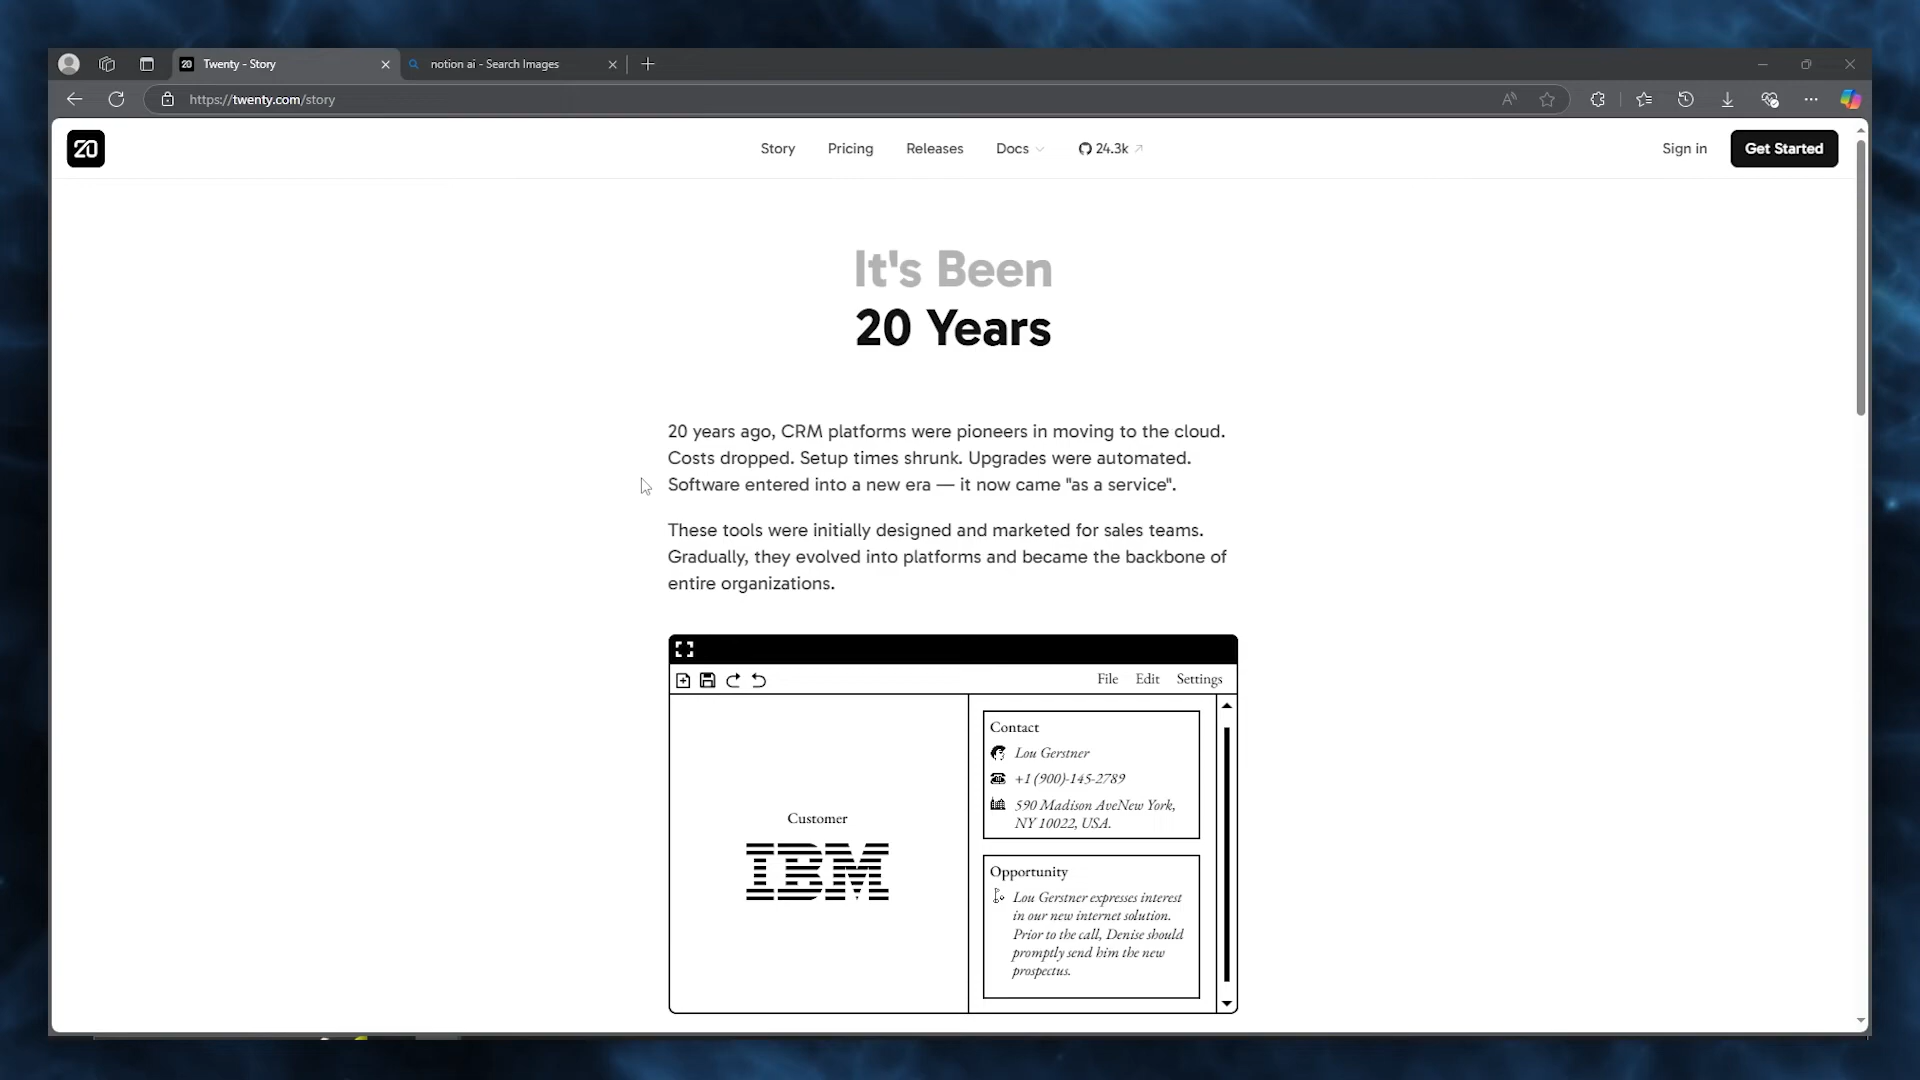 Twenty - Story
notion ai - Search Images
https://twenty.com/story
20
Story
Pricing
Releases
Docs
24.3k
Sign in
Get Started
It's Been
20 Years
20 years ago, CRM platforms were pioneers in moving to the cloud.
Costs dropped. Setup times shrunk. Upgrades were automated.
Software entered into a new era — it now came "as a service".
These tools were initially designed and marketed for sales teams.
Gradually, they evolved into platforms and became the backbone of
entire organizations.
File Edit Settings
Customer
IBM
Contact
Lou Gerstner
+1 (900)-145-2789
590 Madison AveNew York,
NY 10022, USA.
Opportunity
Lou Gerstner expresses interest
in our new internet solution.
Prior to the call, Denise should
promptly send him the new
prospectus.